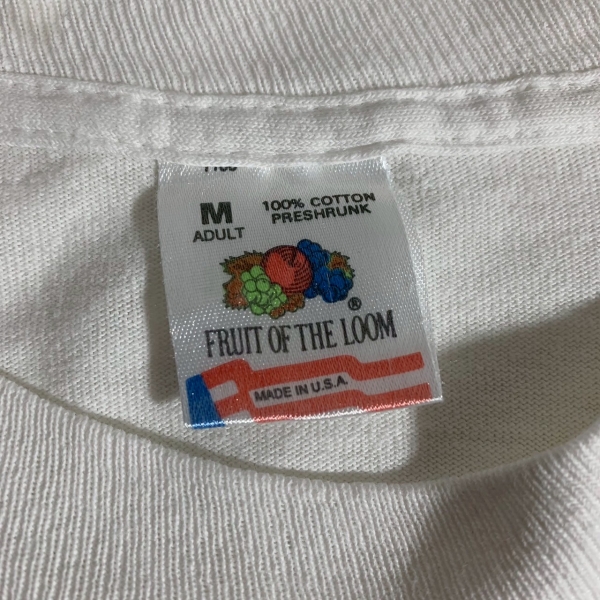 M
ADULT
100% COTTON
PRESHRUNK
®
FRUIT OF THE LOOM
MADE IN U.S.A.